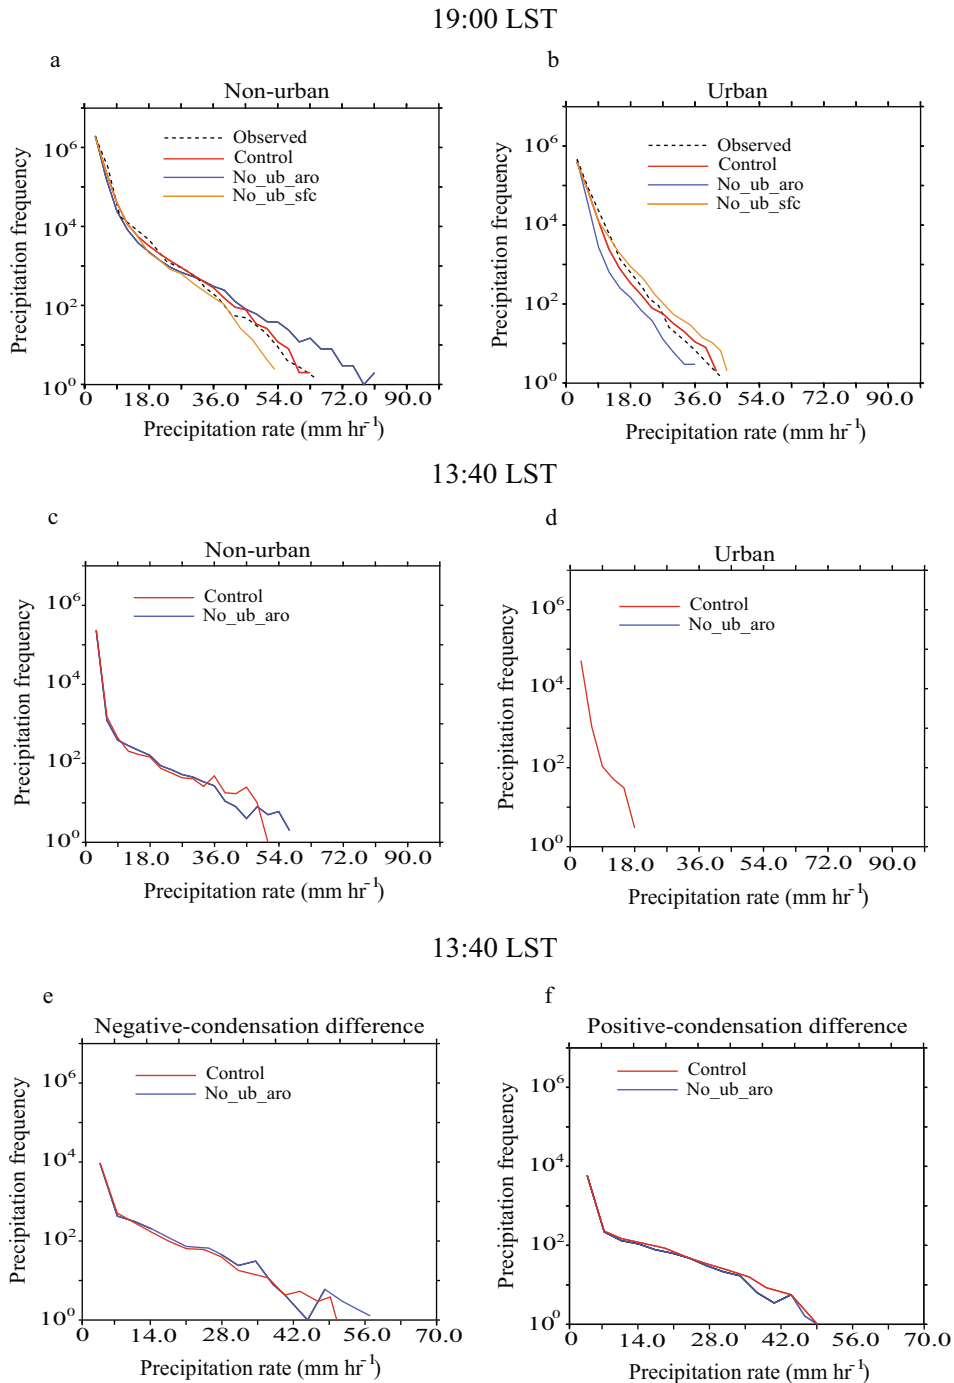 19:00 LST
a
Non-urban
Observed
Control
No_ub_aro
No_ub_sfc
Precipitation frequency
10⁶
10⁴
10²
10⁰
0 18.0 36.0 54.0 72.0 90.0
Precipitation rate (mm hr⁻¹)
b
Urban
Observed
Control
No_ub_aro
No_ub_sfc
Precipitation frequency
10⁶
10⁴
10²
10⁰
0 18.0 36.0 54.0 72.0 90.0
Precipitation rate (mm hr⁻¹)
13:40 LST
c
Non-urban
Control
No_ub_aro
Precipitation frequency
10⁶
10⁴
10²
10⁰
0 18.0 36.0 54.0 72.0 90.0
Precipitation rate (mm hr⁻¹)
d
Urban
Control
No_ub_aro
Precipitation frequency
10⁶
10⁴
10²
10⁰
0 18.0 36.0 54.0 72.0 90.0
Precipitation rate (mm hr⁻¹)
13:40 LST
e
Negative-condensation difference
Control
No_ub_aro
Precipitation frequency
10⁶
10⁴
10²
10⁰
0 14.0 28.0 42.0 56.0 70.0
Precipitation rate (mm hr⁻¹)
f
Positive-condensation difference
Control
No_ub_aro
Precipitation frequency
10⁶
10⁴
10²
10⁰
0 14.0 28.0 42.0 56.0 70.0
Precipitation rate (mm hr⁻¹)